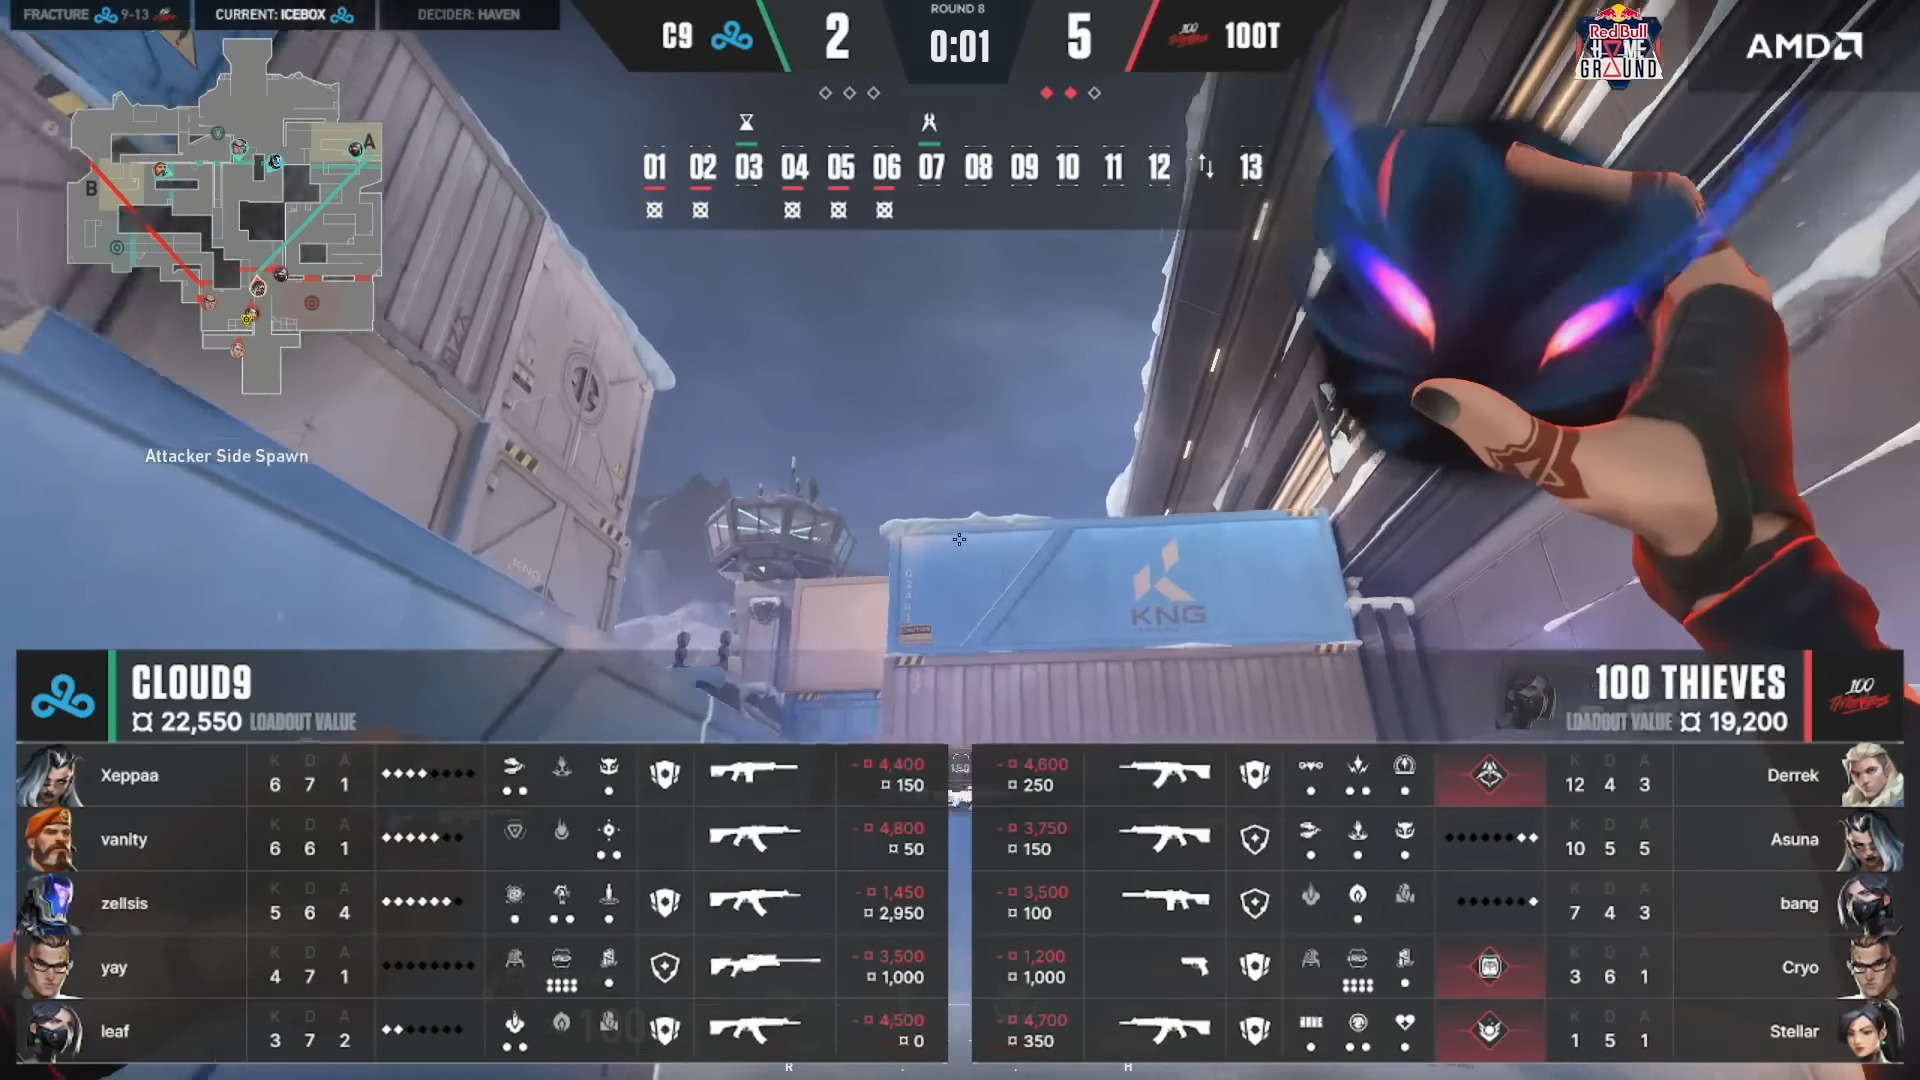 FRACTURE 9-13
CURRENT: ICEBOX
DECIDER: HAVEN
C9
2
ROUND 8
0:01
5
100T
Red Bull
HOME
GROUND
AMD
01 02 03 04 05 06 07 08 09 10 11 12 13
A
B
Attacker Side Spawn
KNG
KNG
CAUTION
CLOUD9
22,550 LOADOUT VALUE
100 THIEVES
LOADOUT VALUE 19,200
100 THIEVES
Xeppaa K 6 D 7 A 1 - 4,400 150
vanity K 6 D 6 A 1 - 4,800 50
zellsis K 5 D 6 A 4 - 1,450 2,950
yay K 4 D 7 A 1 - 3,500 1,000
leaf K 3 D 7 A 2 - 4,500 0
- 4,600 250 K 12 D 4 A 3 Derrek
- 3,750 150 K 10 D 5 A 5 Asuna
- 3,500 100 K 7 D 4 A 3 bang
- 1,200 1,000 K 3 D 6 A 1 Cryo
- 4,700 350 K 1 D 5 A 1 Stellar
100
R
H